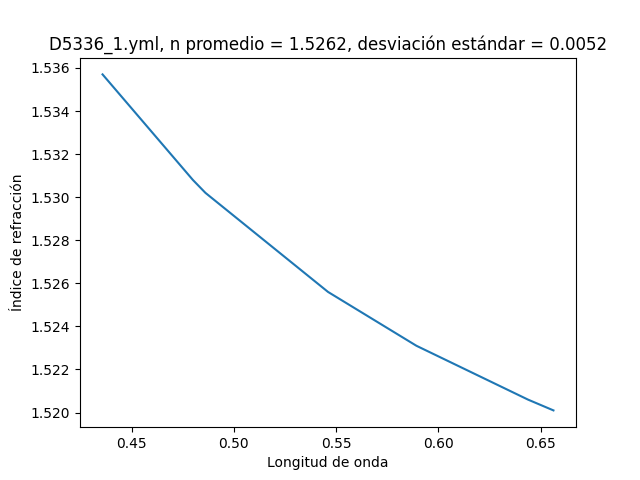 D5336_1.yml, n promedio = 1.5262, desviación estándar = 0.0052
1.536
1.534
1.532
1.530
1.528
1.526
1.524
1.522
1.520
Índice de refracción
0.45 0.50 0.55 0.60 0.65
Longitud de onda